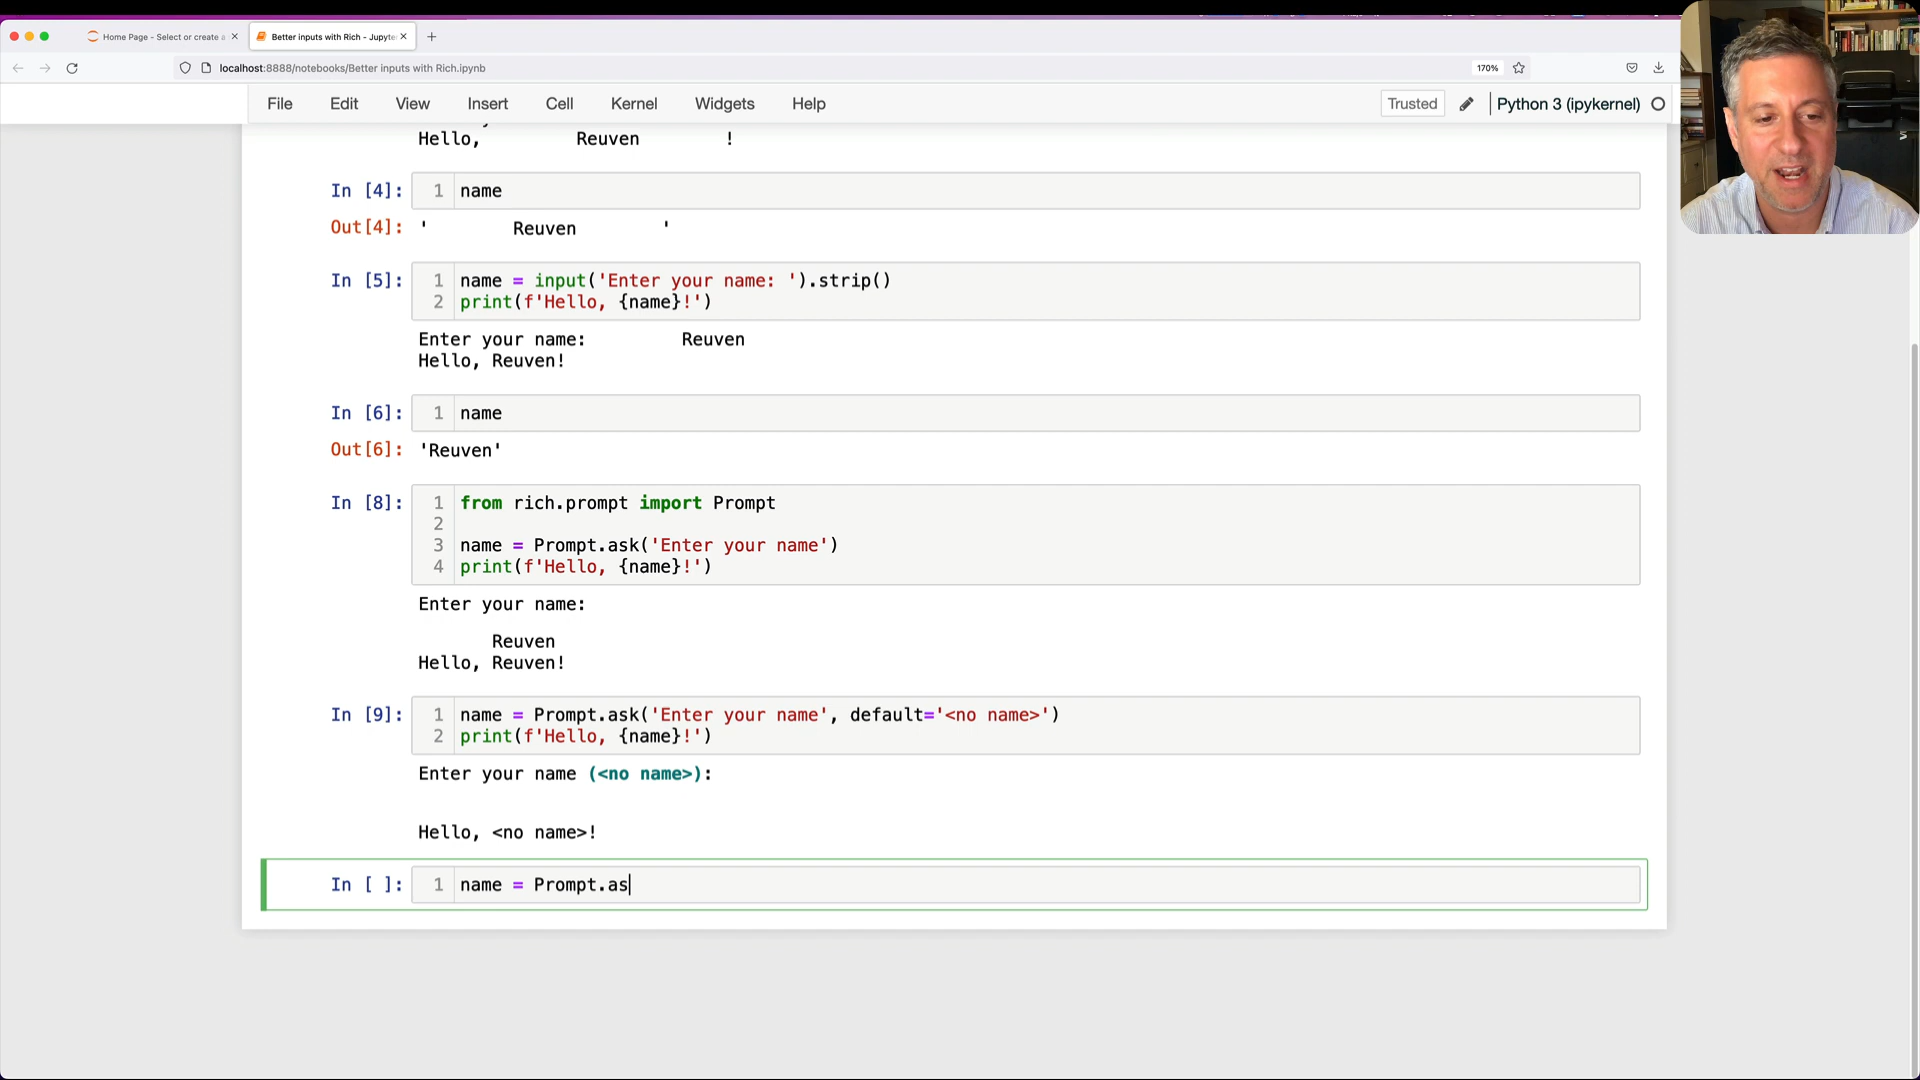 Home Page - Select or create a
Better inputs with Rich - Jupyte
localhost:8888/notebooks/Better inputs with Rich.ipynb
170%
File Edit View Insert Cell Kernel Widgets Help
Trusted
Python 3 (ipykernel)
Hello,         Reuven        !
In [4]: 1 name
Out[4]: '        Reuven        '
In [5]: 1 name = input('Enter your name: ').strip()
2 print(f'Hello, {name}!')
Enter your name:         Reuven
Hello, Reuven!
In [6]: 1 name
Out[6]: 'Reuven'
In [8]: 1 from rich.prompt import Prompt
2
3 name = Prompt.ask('Enter your name')
4 print(f'Hello, {name}!')
Enter your name:
Reuven
Hello, Reuven!
In [9]: 1 name = Prompt.ask('Enter your name', default='<no name>')
2 print(f'Hello, {name}!')
Enter your name (<no name>):
Hello, <no name>!
In [ ]: 1 name = Prompt.as